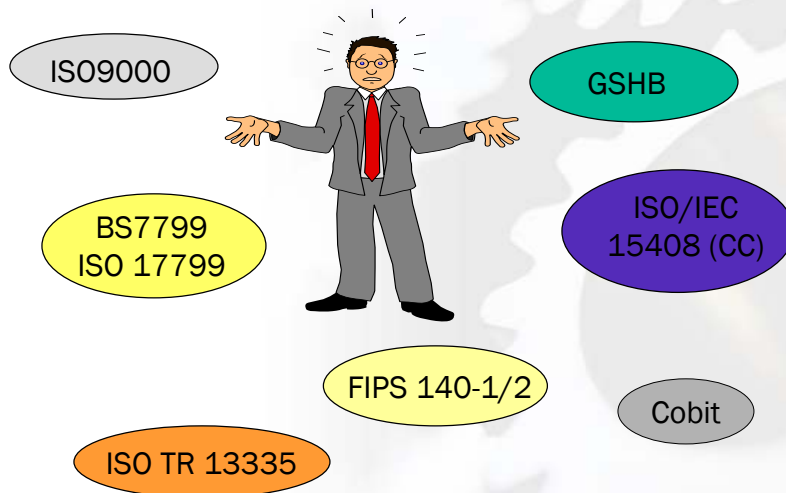 ISO9000
GSHB
BS7799
ISO 17799
ISO/IEC
15408 (CC)
FIPS 140-1/2
Cobit
ISO TR 13335